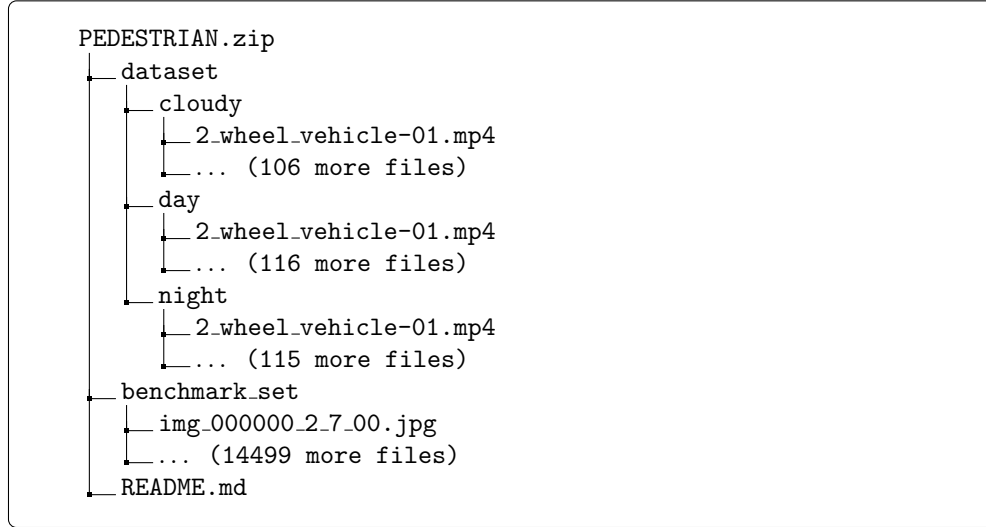 PEDESTRIAN.zip
dataset
cloudy
2_wheel_vehicle-01.mp4
... (106 more files)
day
2_wheel_vehicle-01.mp4
... (116 more files)
night
2_wheel_vehicle-01.mp4
... (115 more files)
benchmark_set
img_000000_2_7_00.jpg
... (14499 more files)
README.md